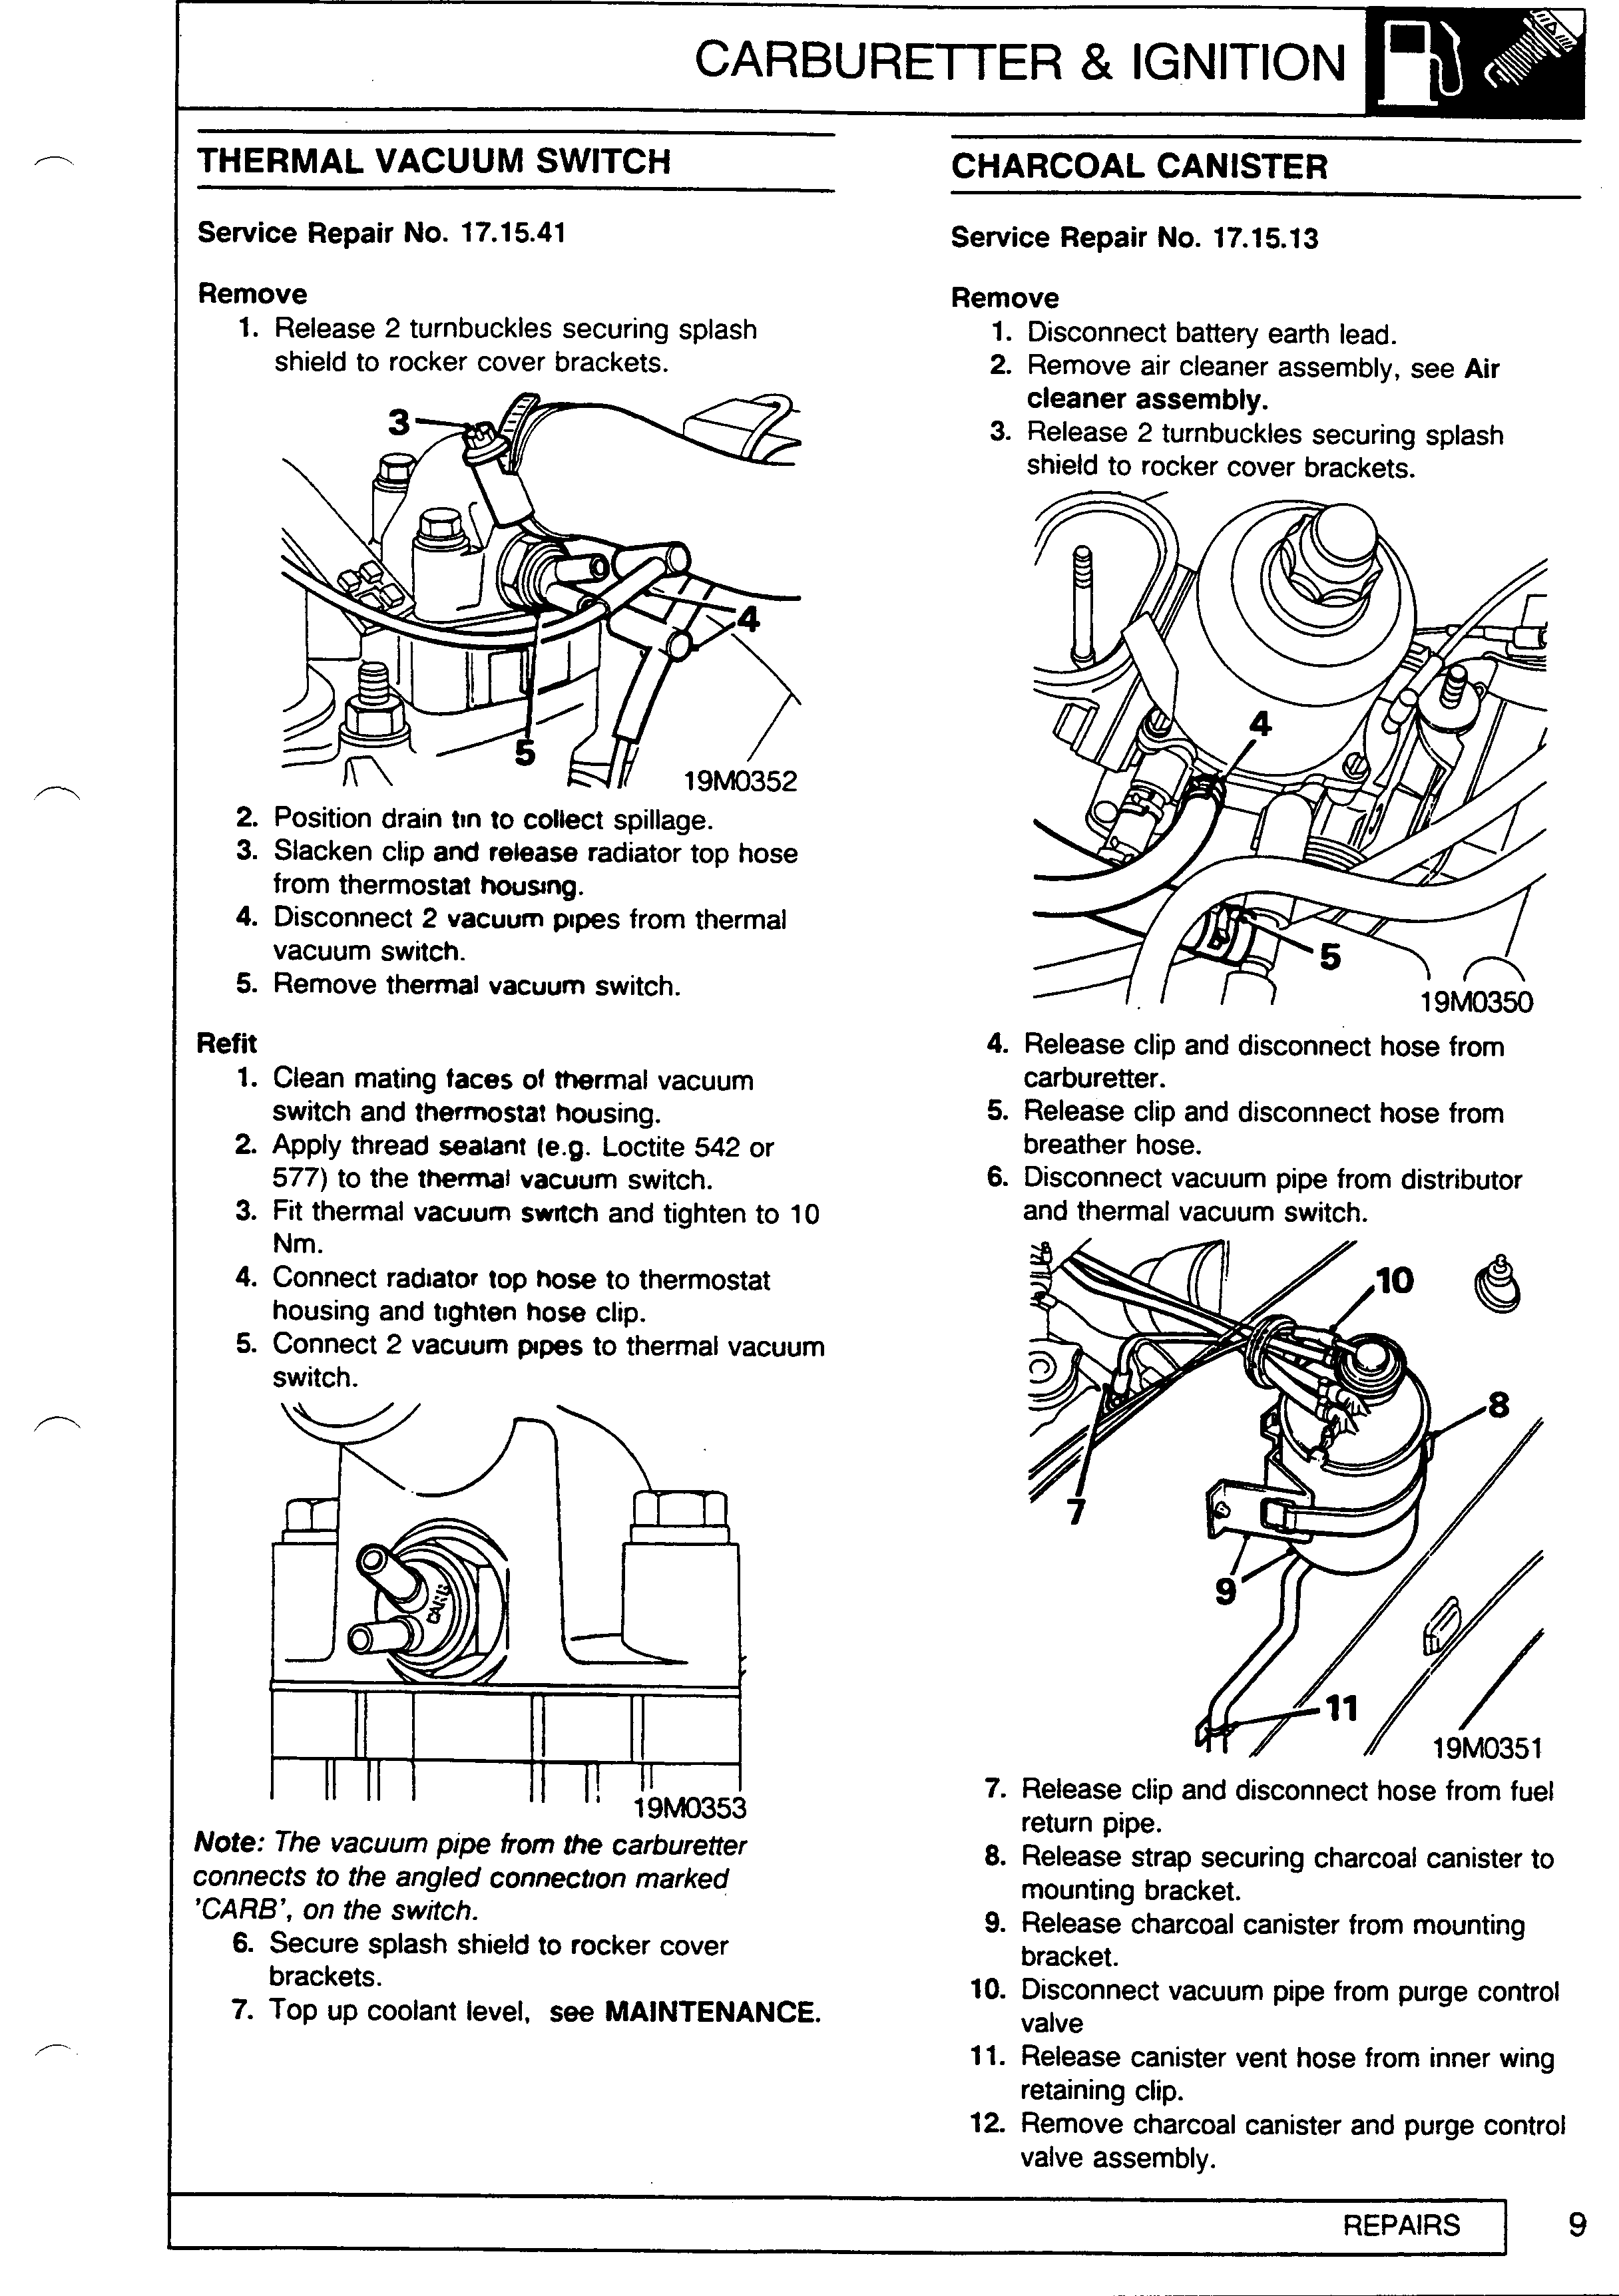 CARBURETTER & IGNITION
THERMAL VACUUM SWITCH
Service Repair No. 17.15.41
Remove
1. Release 2 turnbuckles securing splash
shield to rocker cover brackets.
3
4
5
19M0352
2. Position drain tin to collect spillage.
3. Slacken clip and release radiator top hose
from thermostat housing.
4. Disconnect 2 vacuum pipes from thermal
vacuum switch.
5. Remove thermal vacuum switch.
Refit
1. Clean mating faces of thermal vacuum
switch and thermostat housing.
2. Apply thread sealant (e.g. Loctite 542 or
577) to the thermal vacuum switch.
3. Fit thermal vacuum switch and tighten to 10
Nm.
4. Connect radiator top hose to thermostat
housing and tighten hose clip.
5. Connect 2 vacuum pipes to thermal vacuum
switch.
CARB
19M0353
Note: The vacuum pipe from the carburetter
connects to the angled connection marked
'CARB', on the switch.
6. Secure splash shield to rocker cover
brackets.
7. Top up coolant level, see MAINTENANCE.
CHARCOAL CANISTER
Service Repair No. 17.15.13
Remove
1. Disconnect battery earth lead.
2. Remove air cleaner assembly, see Air
cleaner assembly.
3. Release 2 turnbuckles securing splash
shield to rocker cover brackets.
4
5
19M0350
4. Release clip and disconnect hose from
carburetter.
5. Release clip and disconnect hose from
breather hose.
6. Disconnect vacuum pipe from distributor
and thermal vacuum switch.
10
8
7
9
11
19M0351
7. Release clip and disconnect hose from fuel
return pipe.
8. Release strap securing charcoal canister to
mounting bracket.
9. Release charcoal canister from mounting
bracket.
10. Disconnect vacuum pipe from purge control
valve
11. Release canister vent hose from inner wing
retaining clip.
12. Remove charcoal canister and purge control
valve assembly.
REPAIRS
9